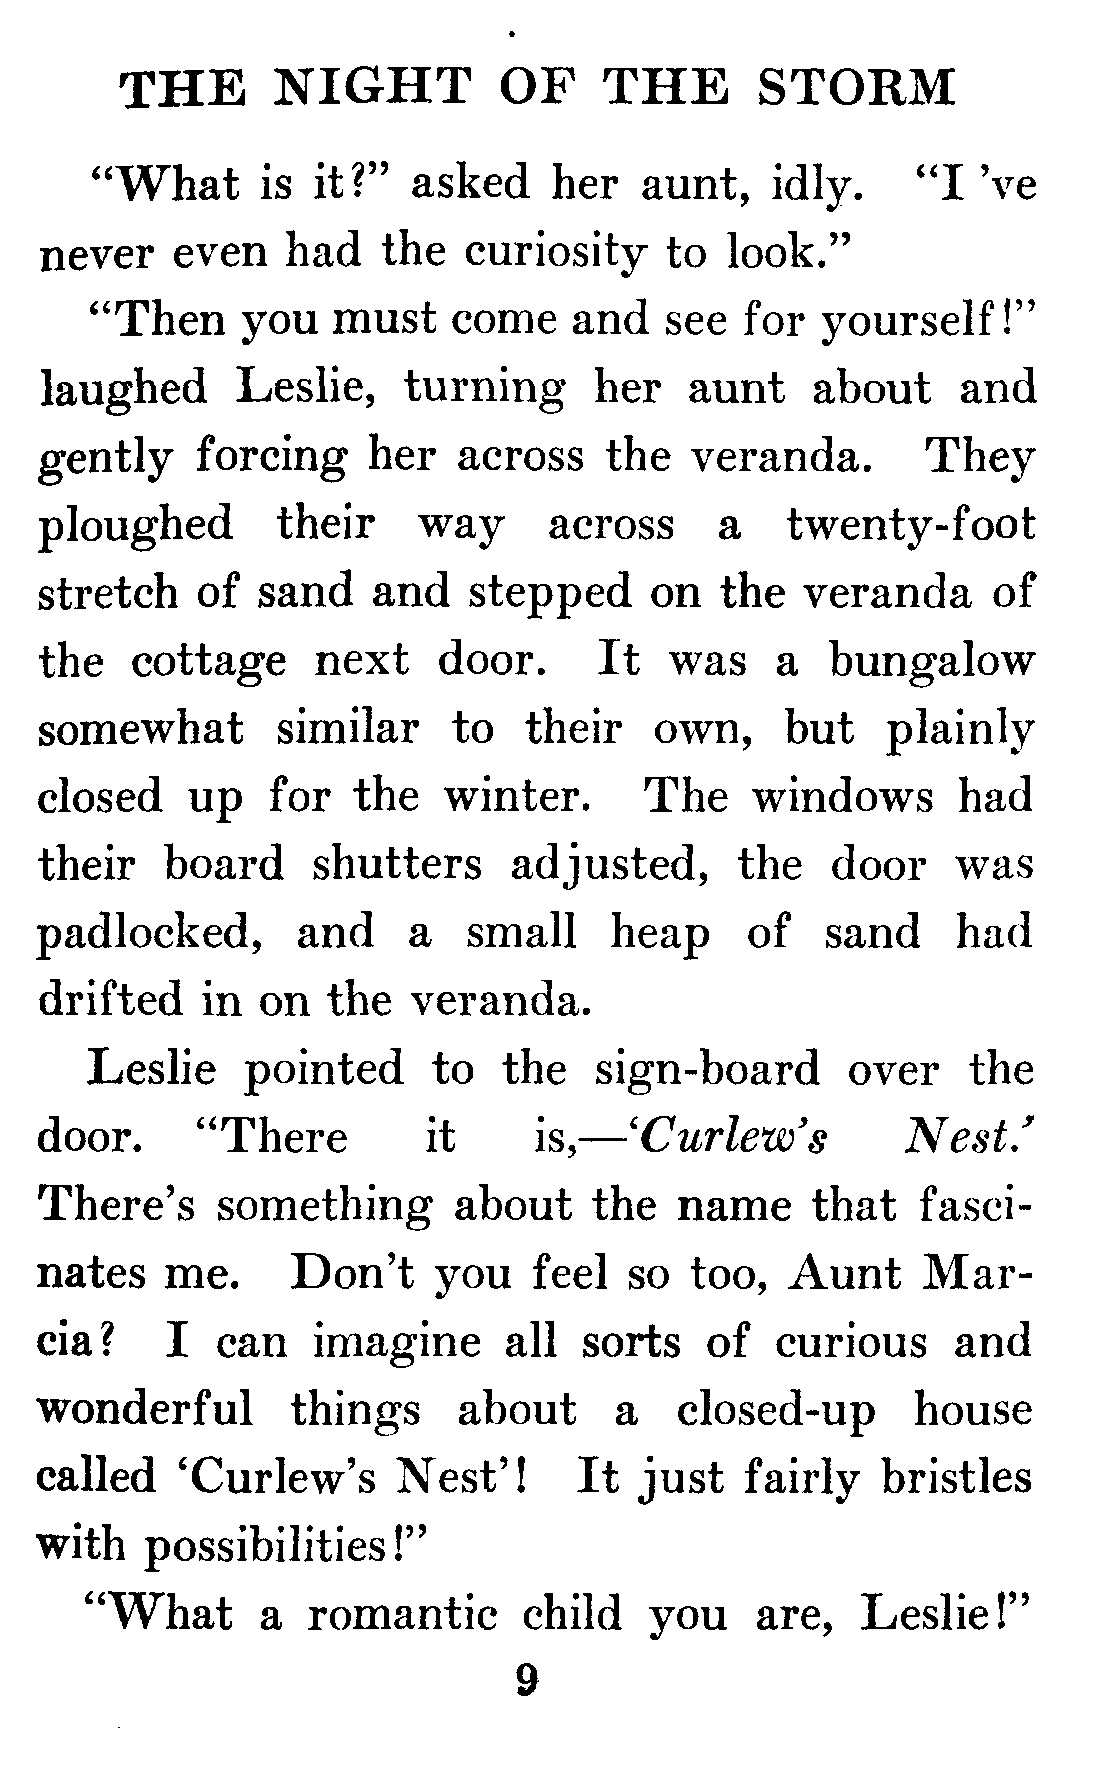 THE NIGHT OF THE STORM
“What is it?” asked her aunt, idly. “I ’ve
never even had the curiosity to look.”
“Then you must come and see for yourself!”
laughed Leslie, turning her aunt about and
gently forcing her across the veranda. They
ploughed their way across a twenty-foot
stretch of sand and stepped on the veranda of
the cottage next door. It was a bungalow
somewhat similar to their own, but plainly
closed up for the winter. The windows had
their board shutters adjusted, the door was
padlocked, and a small heap of sand had
drifted in on the veranda.
Leslie pointed to the sign-board over the
door. “There it is,—‘Curlew’s Nest.’
There’s something about the name that fasci-
nates me. Don’t you feel so too, Aunt Mar-
cia? I can imagine all sorts of curious and
wonderful things about a closed-up house
called ‘Curlew’s Nest’! It just fairly bristles
with possibilities!”
“What a romantic child you are, Leslie!”
9